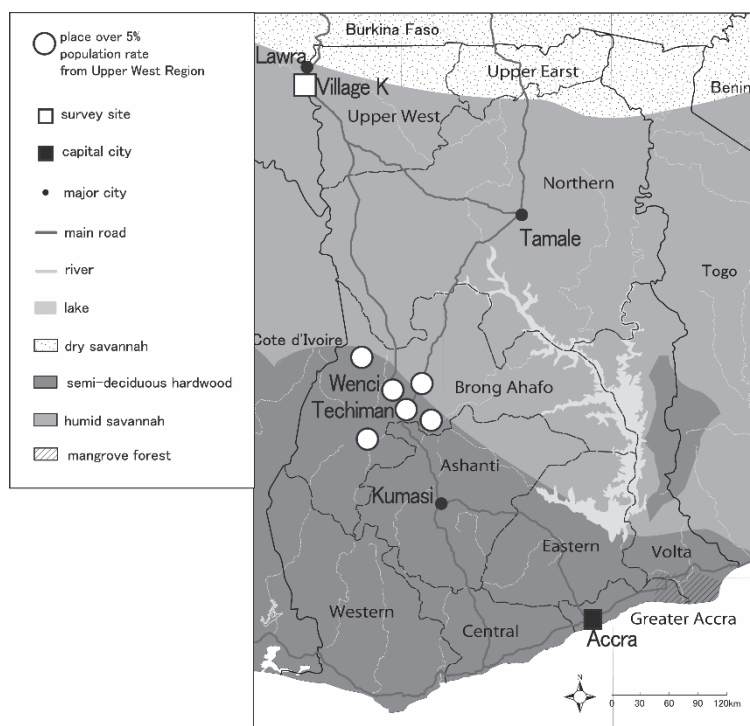 place over 5%
population rate
from Upper West Region
survey site
capital city
major city
main road
river
lake
dry savannah
semi-deciduous hardwood
humid savannah
mangrove forest
Burkina Faso
Lawra
Upper Earst
Village K
Benin
Upper West
Northern
Tamale
Togo
Cote d'Ivoire
Wenci
Brong Ahafo
Techiman
Ashanti
Kumasi
Eastern
Volta
Western
Central
Greater Accra
Accra
N
0 30 60 90 120km